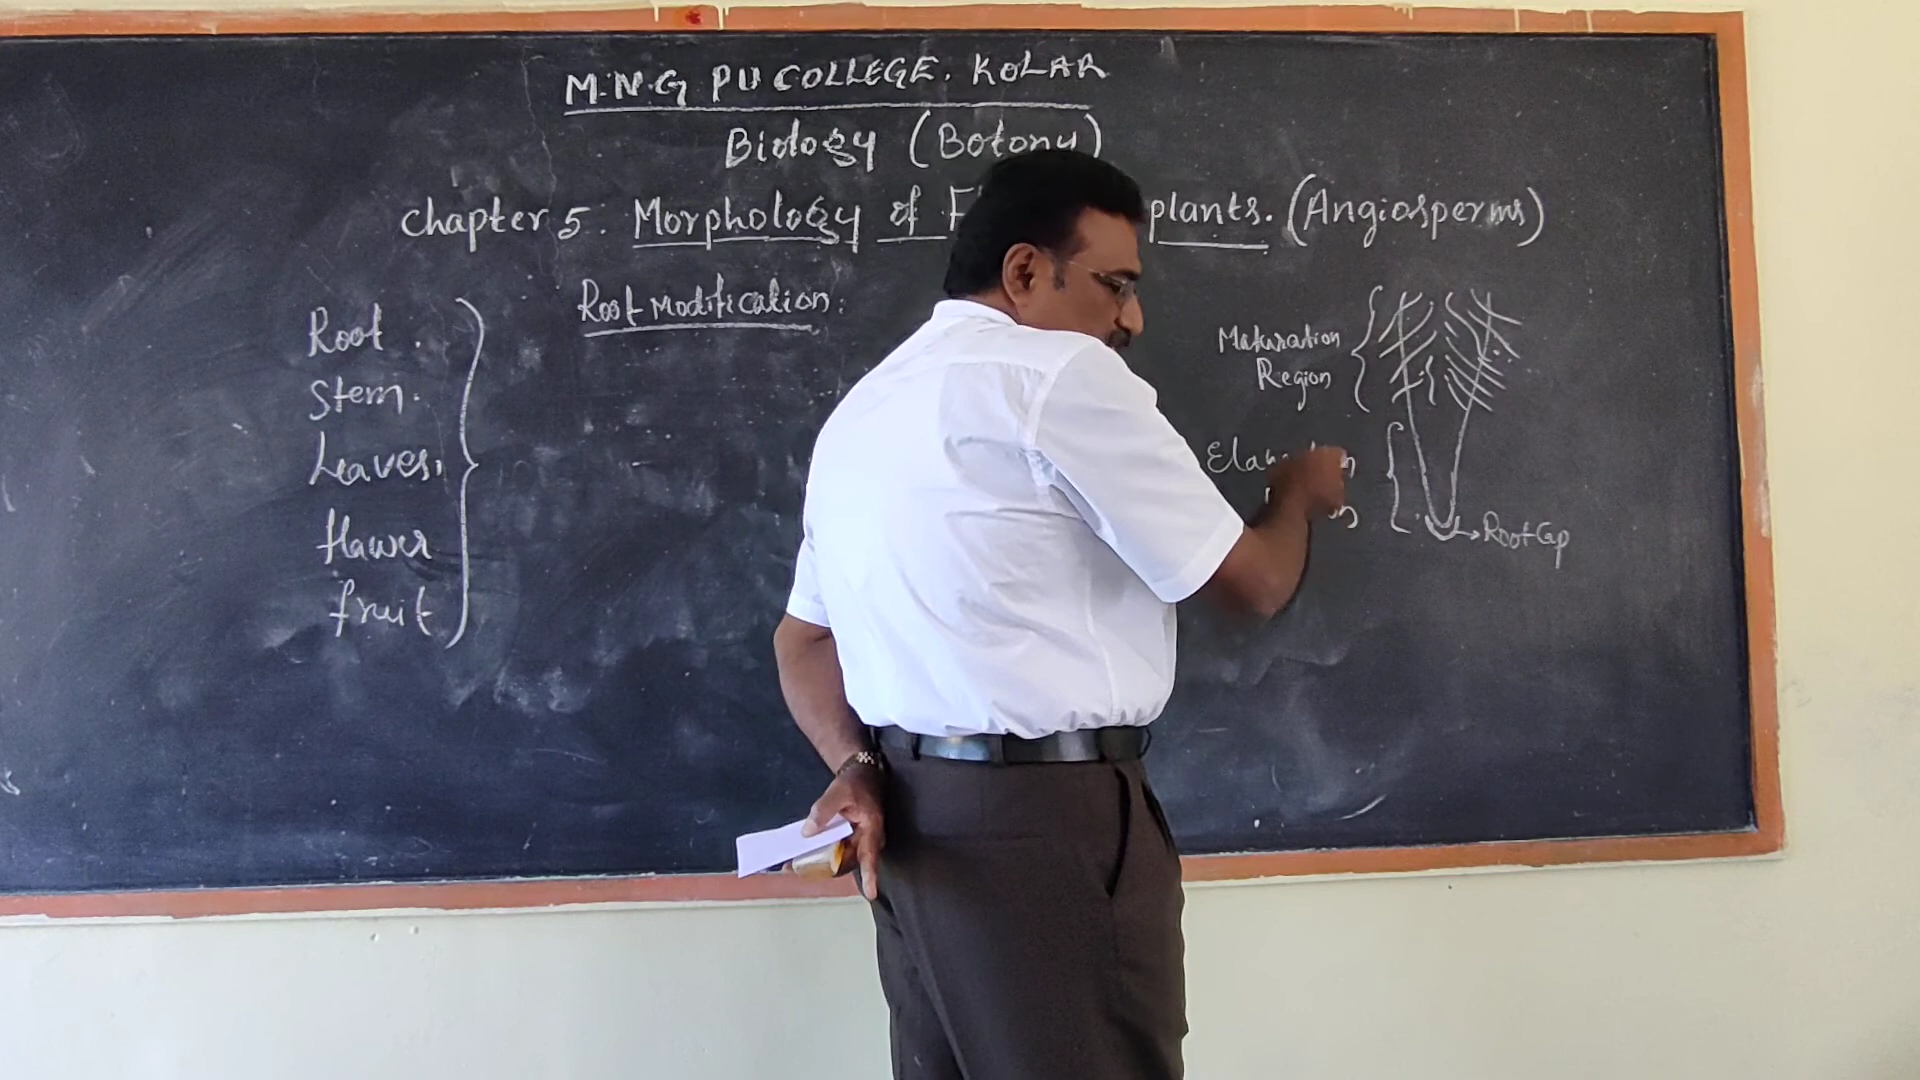 M.N.G PU COLLEGE. KOLAR
Biology (Botony)
Chapter 5: Morphology of plants. (Angiosperms)
Root Modification:
Root.
Stem.
Leaves.
flower
fruit
Maturation
Region
Root Cap